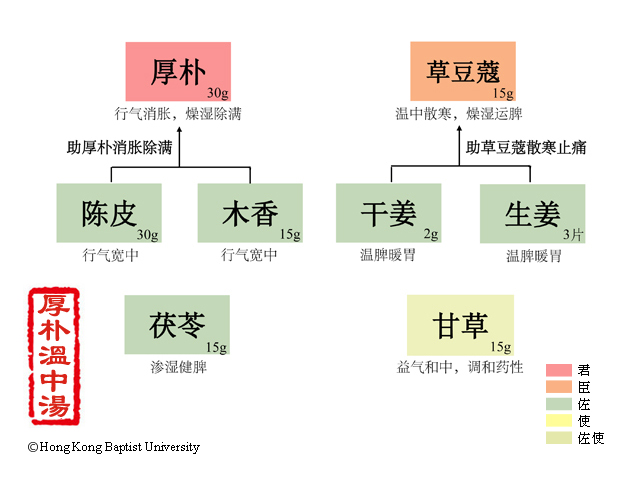 厚朴
30g
行气消胀，燥湿除满
草豆蔻
15g
温中散寒，燥湿运脾
助厚朴消胀除满
助草豆蔻散寒止痛
陈皮
30g
行气宽中
木香
15g
行气宽中
干姜
2g
温脾暖胃
生姜
3片
温脾暖胃
茯苓
15g
渗湿健脾
甘草
15g
益气和中，调和药性
厚朴溫中湯
君
臣
佐
使
佐使
©Hong Kong Baptist University